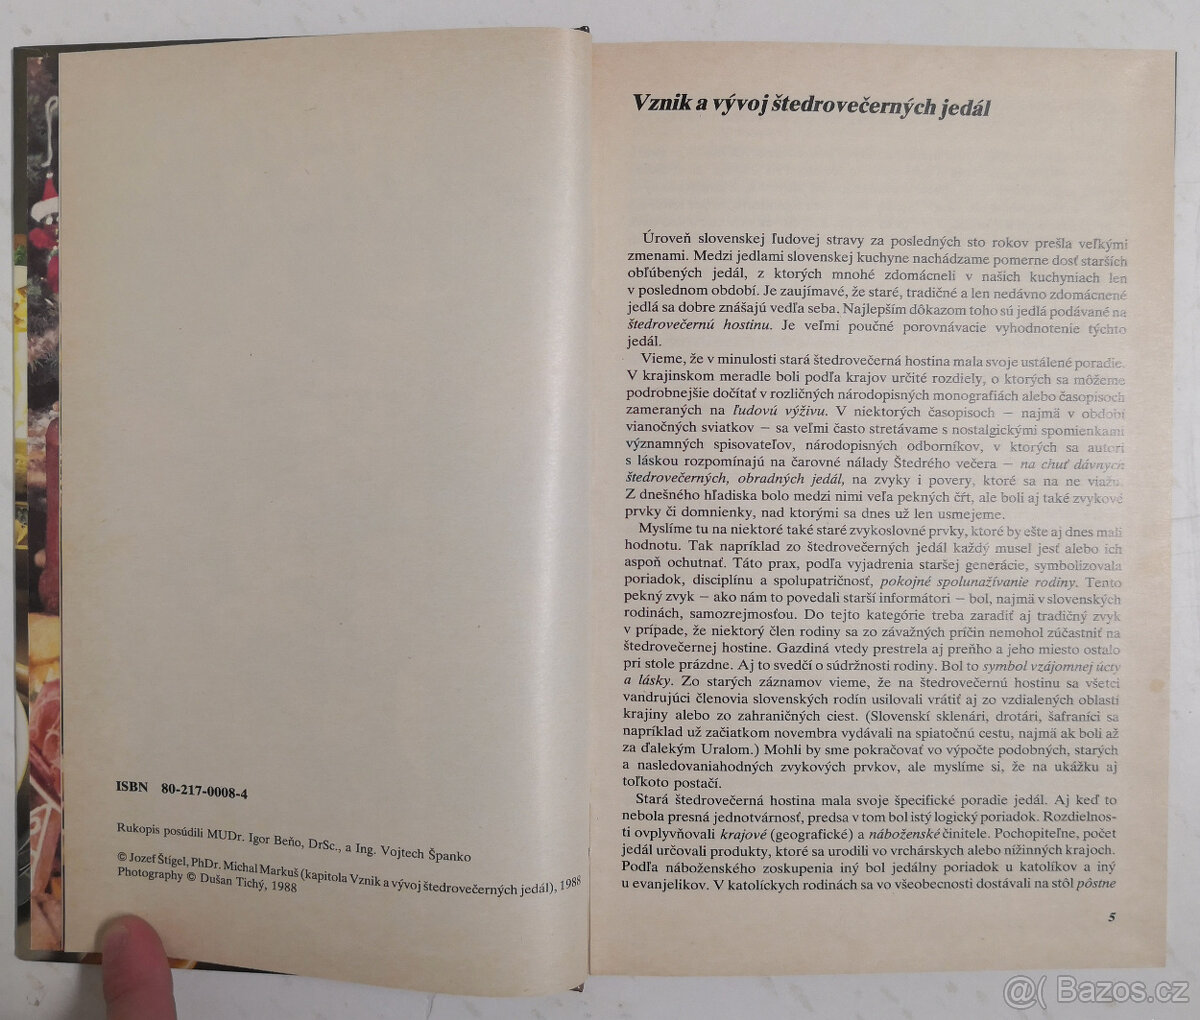 ISBN 80-217-0008-4
Rukopis posúdili MUDr. Igor Beňo, DrSc., a Ing. Vojtech Španko
© Jozef Štigel, PhDr. Michal Markuš (kapitola Vznik a vývoj štedrovečerných jedál), 1988
Photography © Dušan Tichý, 1988
Vznik a vývoj štedrovečerných jedál
Úroveň slovenskej ľudovej stravy za posledných sto rokov prešla veľkými
zmenami. Medzi jedlami slovenskej kuchyne nachádzame pomerne dosť starších
obľúbených jedál, z ktorých mnohé zdomácneli v našich kuchyniach len
v poslednom období. Je zaujímavé, že staré, tradičné a len nedávno zdomácnené
jedlá sa dobre znášajú vedľa seba. Najlepším dôkazom toho sú jedlá podávané na
štedrovečernú hostinu. Je veľmi poučné porovnávacie vyhodnotenie týchto
jedál.
Vieme, že v minulosti stará štedrovečerná hostina mala svoje ustálené poradie.
V krajinskom meradle boli podľa krajov určité rozdiely, o ktorých sa môžeme
podrobnejšie dočítať v rozličných národopisných monografiách alebo časopisoch
zameraných na ľudovú výživu. V niektorých časopisoch — najmä v období
vianočných sviatkov — sa veľmi často stretávame s nostalgickými spomienkami
významných spisovateľov, národopisných odborníkov, v ktorých sa autori
s láskou rozpomínajú na čarovné nálady Štedrého večera — na chuť dávnych
štedrovečerných, obradných jedál, na zvyky i povery, ktoré sa na ne viažu.
Z dnešného hľadiska bolo medzi nimi veľa pekných čŕt, ale boli aj také zvykové
prvky či domnienky, nad ktorými sa dnes už len usmejeme.
Myslíme tu na niektoré také staré zvykoslovné prvky, ktoré by ešte aj dnes mali
hodnotu. Tak napríklad zo štedrovečerných jedál každý musel jesť alebo ich
aspoň ochutnať. Táto prax, podľa vyjadrenia staršej generácie, symbolizovala
poriadok, disciplínu a spolupatričnosť, pokojné spolunažívanie rodiny. Tento
pekný zvyk — ako nám to povedali starší informátori — bol, najmä v slovenských
rodinách, samozrejmosťou. Do tejto kategórie treba zaradiť aj tradičný zvyk
v prípade, že niektorý člen rodiny sa zo závažných príčin nemohol zúčastniť na
štedrovečernej hostine. Gazdiná vtedy prestrela aj preňho a jeho miesto ostalo
pri stole prázdne. Aj to svedčí o súdržnosti rodiny. Bol to symbol vzájomnej úcty
a lásky. Zo starých záznamov vieme, že na štedrovečernú hostinu sa všetci
vandrujúci členovia slovenských rodín usilovali vrátiť aj zo vzdialených oblastí
krajiny alebo zo zahraničných ciest. (Slovenskí sklenári, drotári, šafraníci sa
napríklad už začiatkom novembra vydávali na spiatočnú cestu, najmä ak boli až
za ďalekým Uralom.) Mohli by sme pokračovať vo výpočte podobných, starých
a nasledovaniahodných zvykových prvkov, ale myslíme si, že na ukážku aj
toľkoto postačí.
Stará štedrovečerná hostina mala svoje špecifické poradie jedál. Aj keď to
nebola presná jednotvárnosť, predsa v tom bol istý logický poriadok. Rozdielnos-
ti ovplyvňovali krajové (geografické) a náboženské činitele. Pochopiteľne, počet
jedál určovali produkty, ktoré sa urodili vo vrchárskych alebo nížinných krajoch.
Podľa náboženského zoskupenia iný bol jedálny poriadok u katolíkov a iný
u evanjelikov. V katolíckych rodinách sa vo všeobecnosti dostávali na stôl pôstne
5
@( Bazos.cz